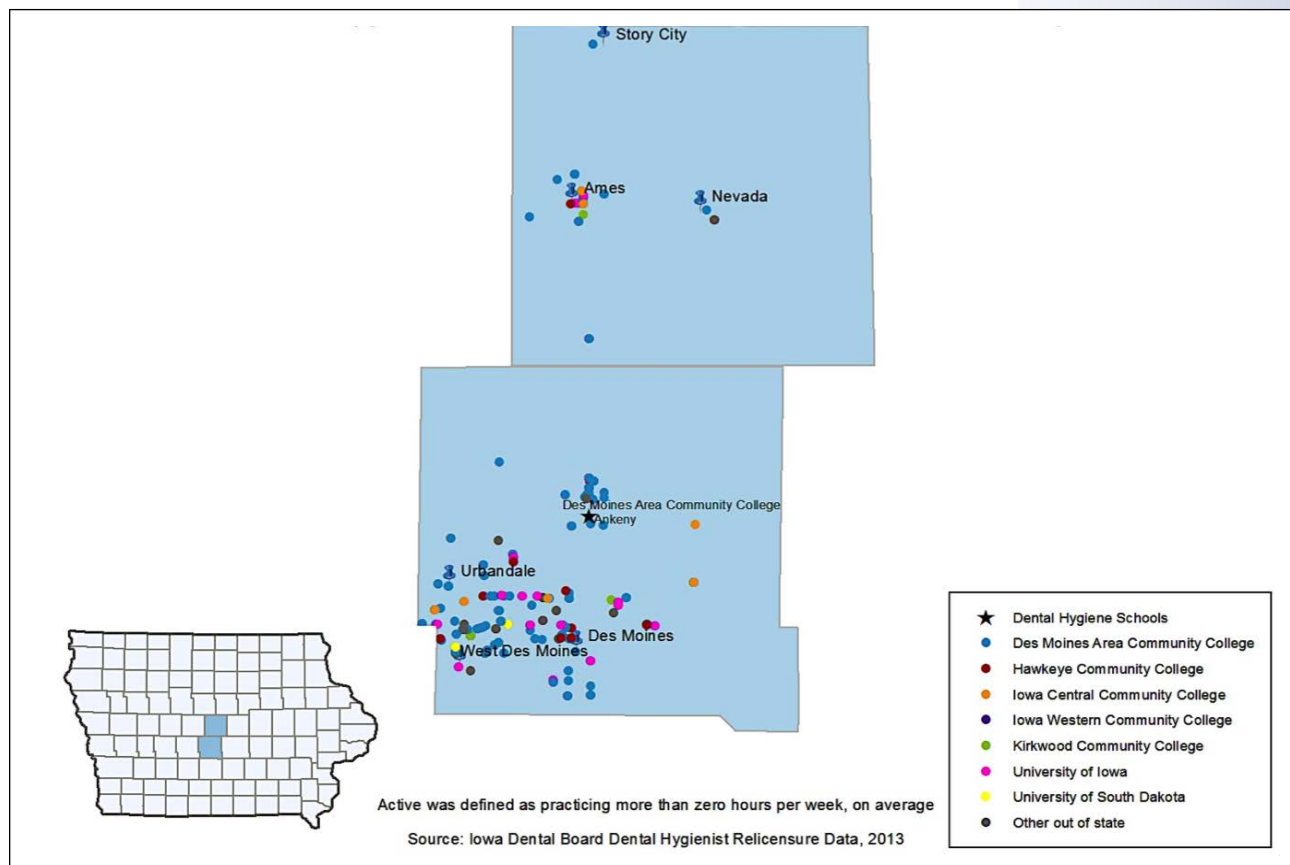 Story City
Ames
Nevada
Des Moines Area Community College
Ankeny
Urbandale
Des Moines
West Des Moines
Dental Hygiene Schools
Des Moines Area Community College
Hawkeye Community College
Iowa Central Community College
Iowa Western Community College
Kirkwood Community College
University of Iowa
University of South Dakota
Other out of state
Active was defined as practicing more than zero hours per week, on average
Source: Iowa Dental Board Dental Hygienist Relicensure Data, 2013